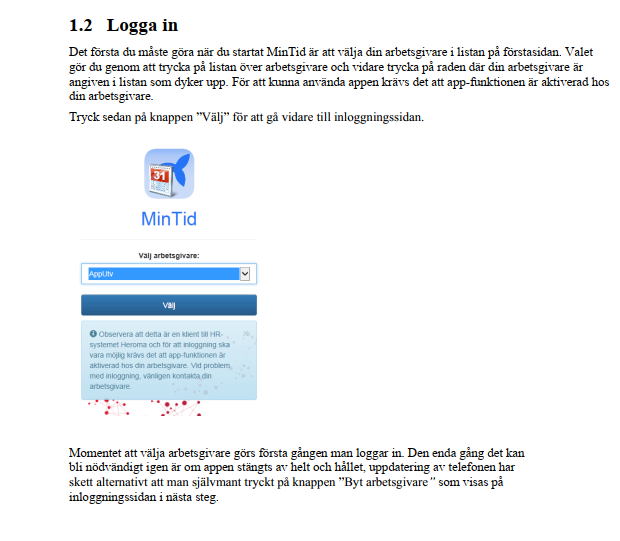 1.2 Logga in
Det första du måste göra när du startat MinTid är att välja din arbetsgivare i listan på förstasidan. Valet
gör du genom att trycka på listan över arbetsgivare och vidare trycka på raden där din arbetsgivare är
angiven i listan som dyker upp. För att kunna använda appen krävs det att app-funktionen är aktiverad hos
din arbetsgivare.
Tryck sedan på knappen ”Välj” för att gå vidare till inloggningssidan.
31
MinTid
Välj arbetsgivare:
AppUtv
Välj
Observera att detta är en klient till HR-
systemet Heroma och för att inloggning ska
vara möjlig krävs det att app-funktionen är
aktiverad hos din arbetsgivare. Vid problem
med inloggning, vänligen kontakta din
arbetsgivare.
Momentet att välja arbetsgivare görs första gången man loggar in. Den enda gång det kan
bli nödvändigt igen är om appen stängts av helt och hållet, uppdatering av telefonen har
skett alternativt att man självmant tryckt på knappen ”Byt arbetsgivare” som visas på
inloggningssidan i nästa steg.